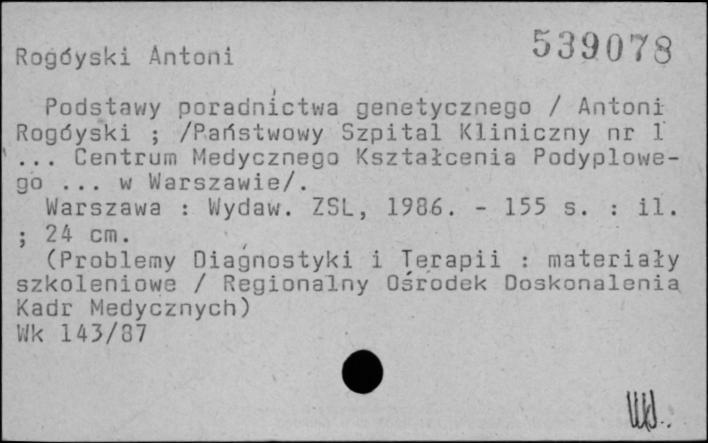 539078
Rogóyski Antoni
Podstawy poradnictwa genetycznego / Antoni
Rogóyski ; /Państwowy Szpital Kliniczny nr 1
... Centrum Medycznego Kształcenia Podyplowe-
go ... w Warszawie/.
Warszawa : Wydaw. ZSL, 1986. - 155 s. : il.
; 24 cm.
(Problemy Diagnostyki i Terapii : materiały
szkoleniowe / Regionalny Ośrodek Doskonalenia
Kadr Medycznych)
Wk 143/87